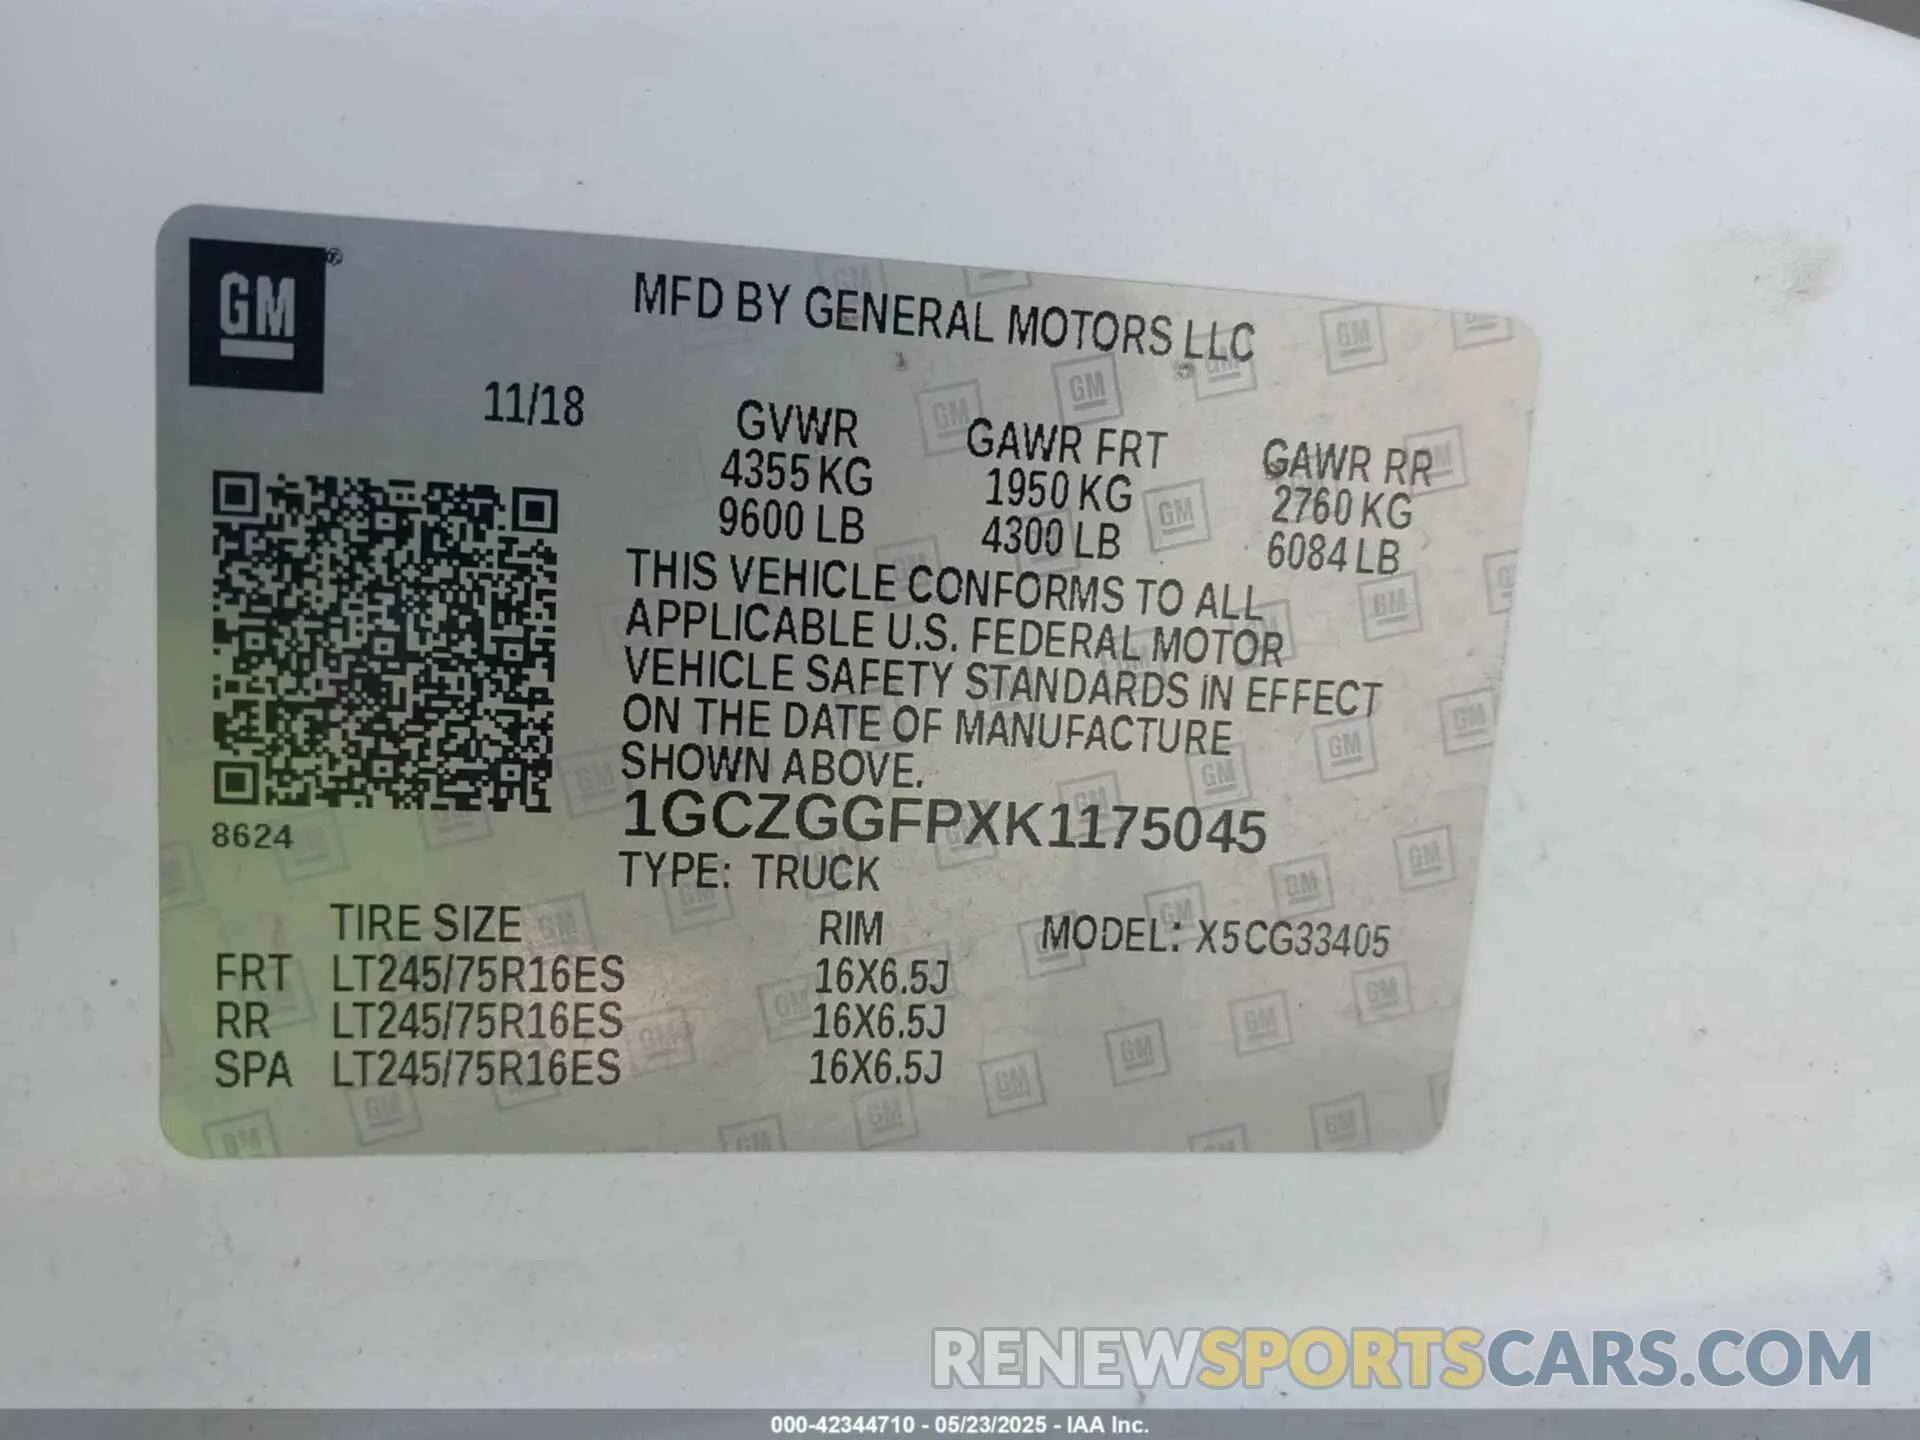 GM
®
MFD BY GENERAL MOTORS LLC
11/18
GVWR GAWR FRT GAWR RR
4355 KG 1950 KG 2760 KG
9600 LB 4300 LB 6084 LB
THIS VEHICLE CONFORMS TO ALL
APPLICABLE U.S. FEDERAL MOTOR
VEHICLE SAFETY STANDARDS IN EFFECT
ON THE DATE OF MANUFACTURE
SHOWN ABOVE.
1GCZGGFPXK1175045
8624
TYPE: TRUCK
TIRE SIZE RIM MODEL: X5CG33405
FRT LT245/75R16ES 16X6.5J
RR LT245/75R16ES 16X6.5J
SPA LT245/75R16ES 16X6.5J
RENEWSPORTSCARS.COM
000-42344710 - 05/23/2025 - IAA Inc.